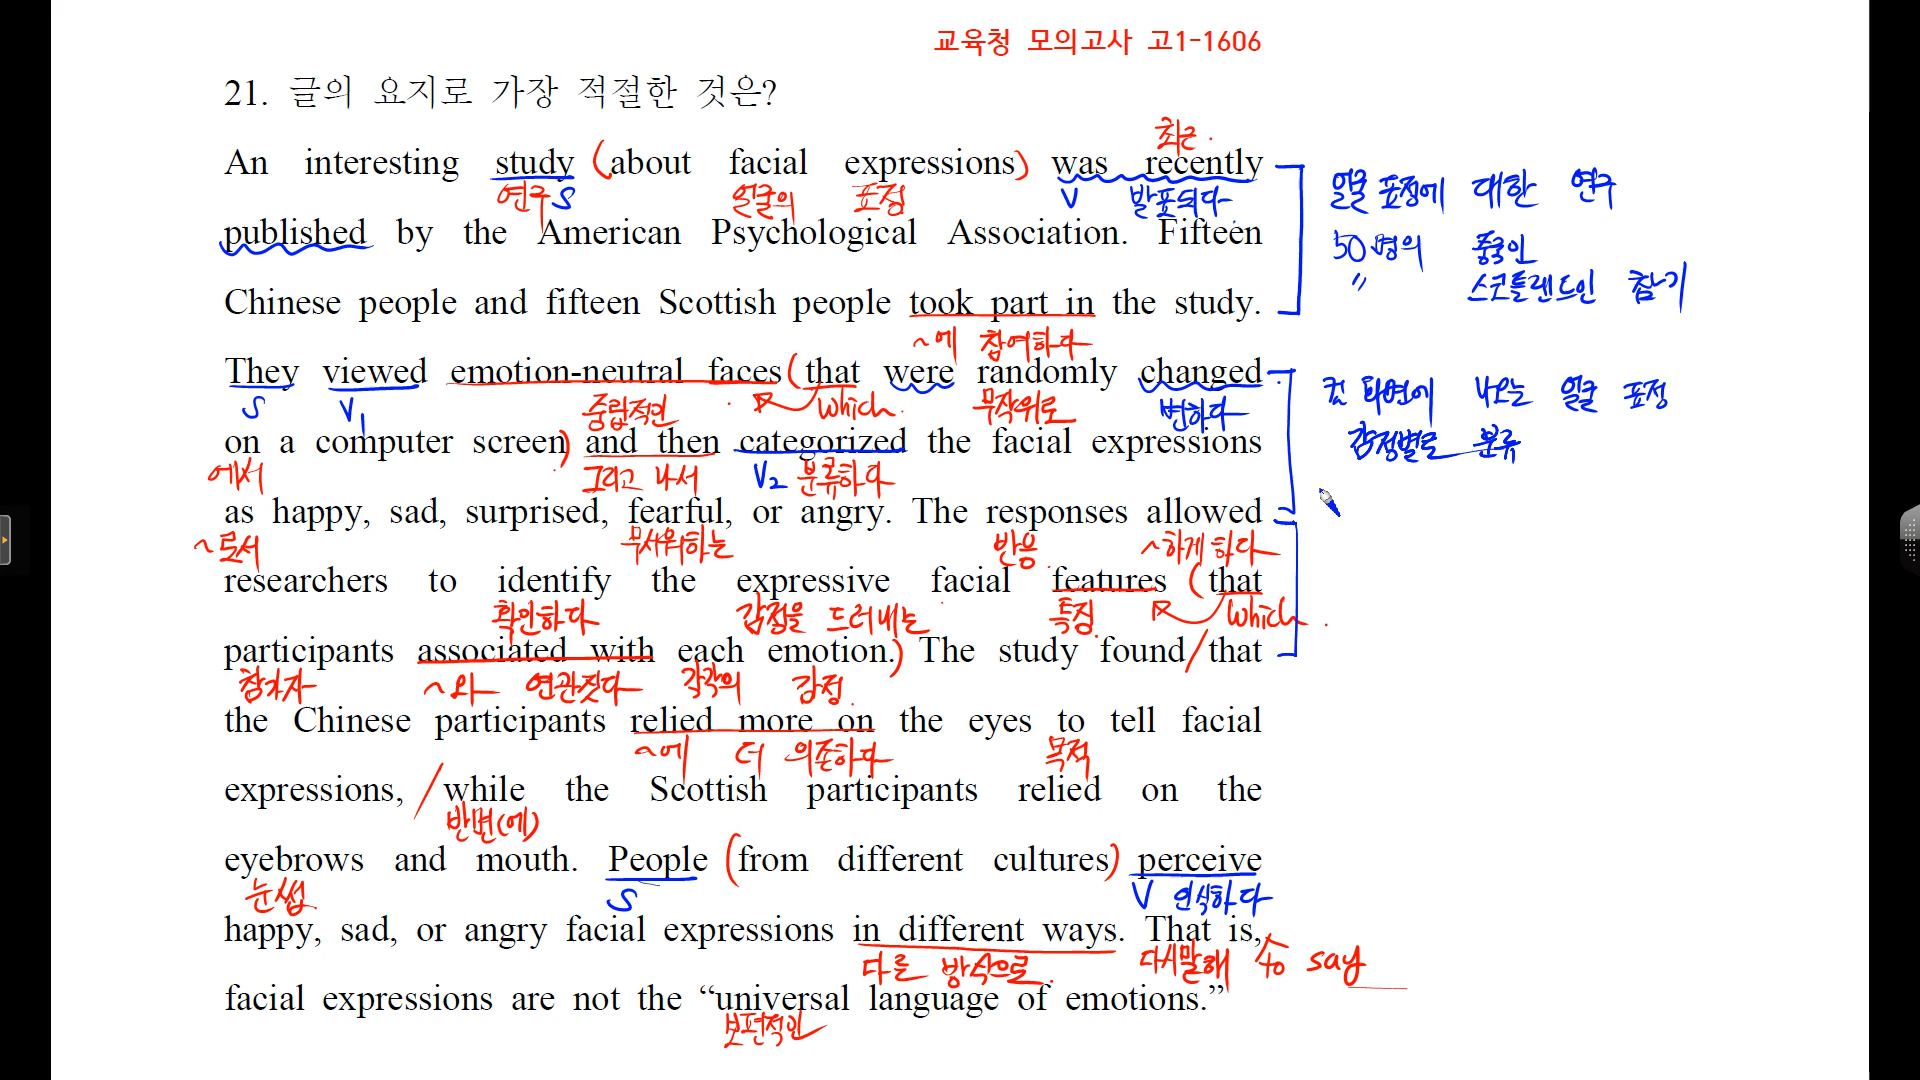 교육청 모의고사 고1-1606
21. 글의 요지로 가장 적절한 것은?
최근
An interesting study (about facial expressions) was recently
연구 S 얼굴의 표정 V 발표되다
published by the American Psychological Association. Fifteen
Chinese people and fifteen Scottish people took part in the study.
~에 참여하다
They viewed emotion-neutral faces (that were randomly changed
S V1 중립적인 which 무작위로 변하다
on a computer screen) and then categorized the facial expressions
에서 그리고 나서 V2 분류하다
as happy, sad, surprised, fearful, or angry. The responses allowed
~로서 무서워하는 반응 ~하게 하다
researchers to identify the expressive facial features (that
확인하다 감정을 드러내는 특징 which
participants associated with each emotion.) The study found / that
참가자 ~와 연관짓다 각각의 감정
the Chinese participants relied more on the eyes to tell facial
~에 더 의존하다 목적
expressions, / while the Scottish participants relied on the
반면(에)
eyebrows and mouth. People (from different cultures) perceive
눈썹 S V 인식하다
happy, sad, or angry facial expressions in different ways. That is,
다른 방식으로 다시말해 so to say
facial expressions are not the “universal language of emotions.”
보편적인
얼굴 표정에 대한 연구
50명의 중국인
" 스코틀랜드인 참가
컴 화면에 나오는 얼굴 표정
감정별로 분류